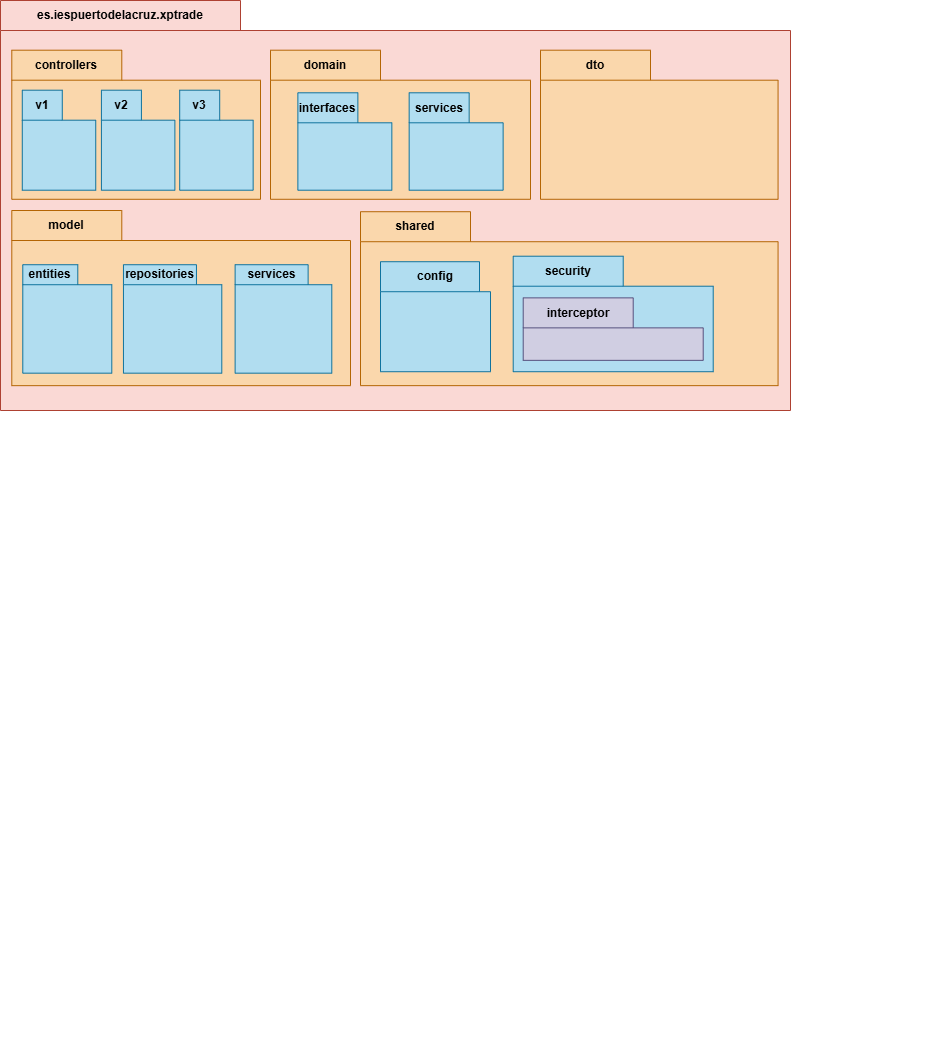 es.iespuertodelacruz.xptrade
controllers
v1
v2
v3
domain
interfaces
services
dto
model
entities
repositories
services
shared
config
security
interceptor